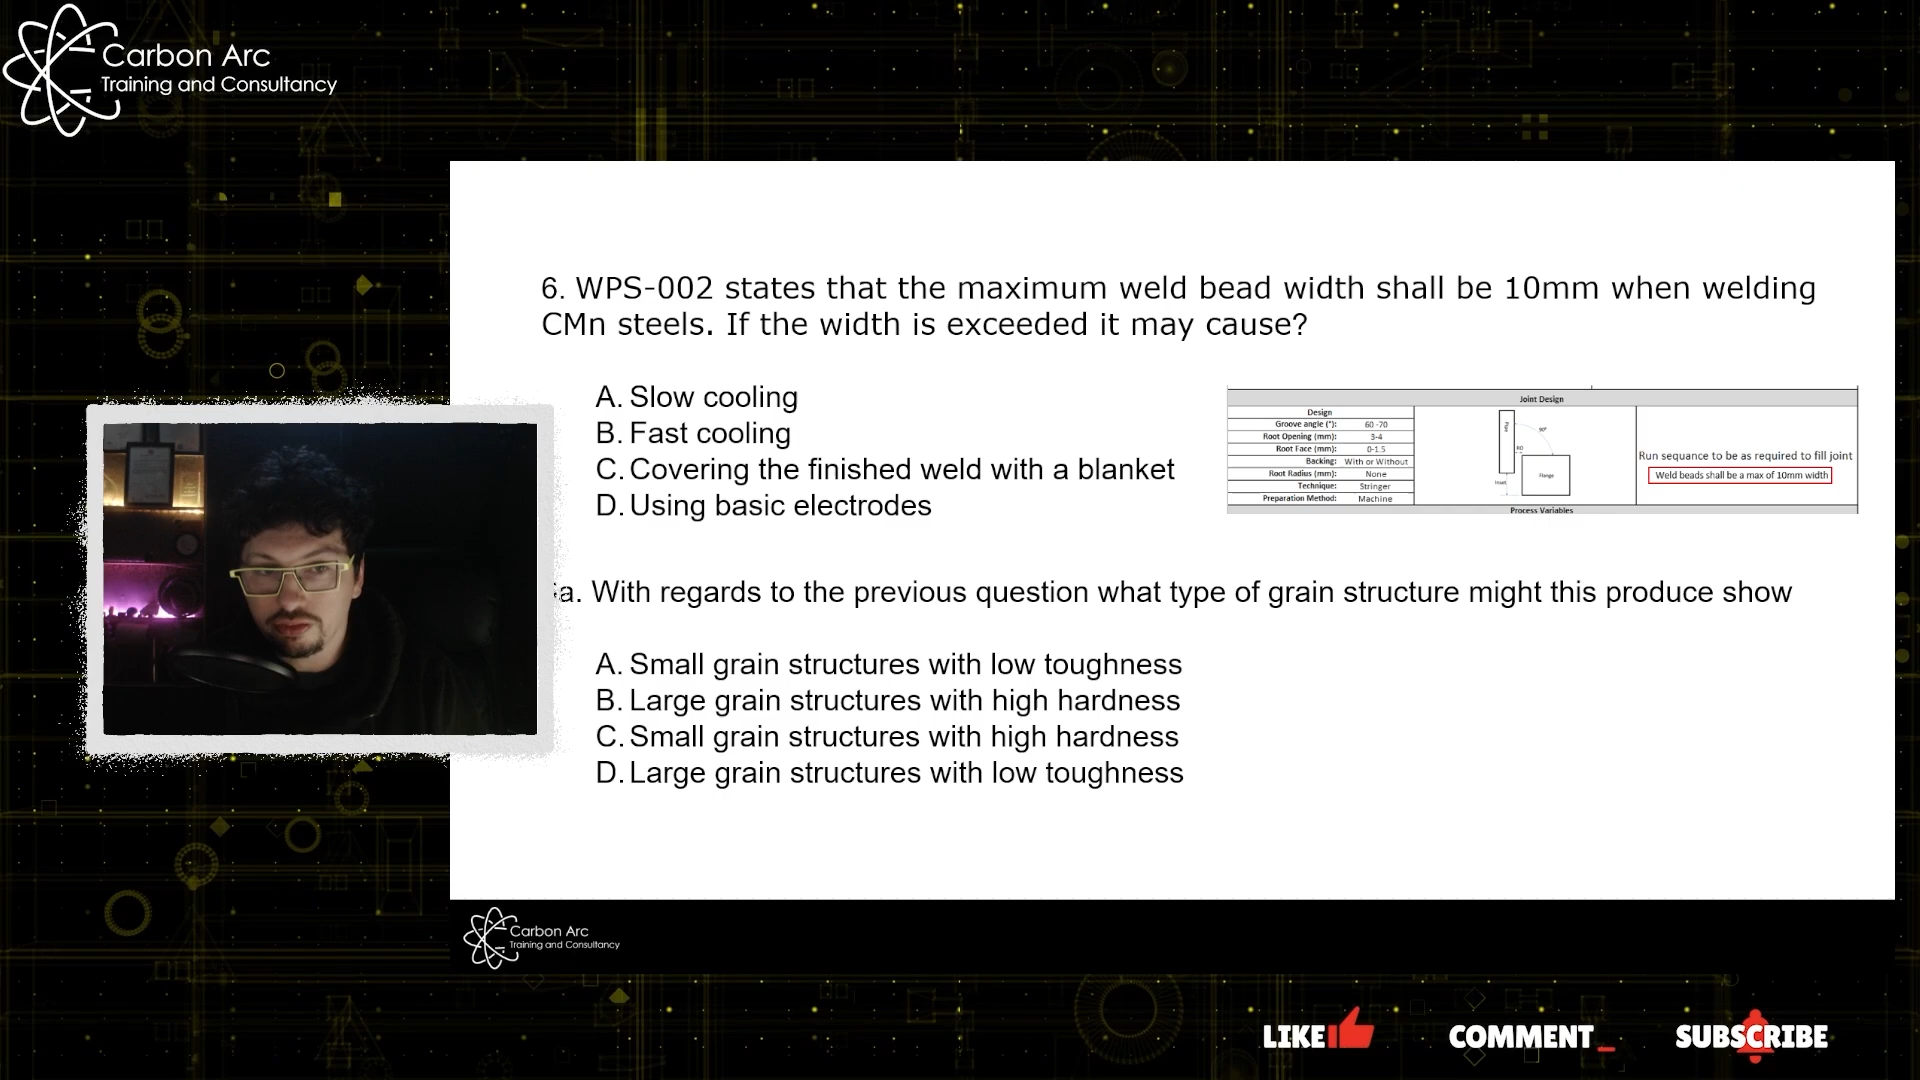 Carbon Arc
Training and Consultancy
6. WPS-002 states that the maximum weld bead width shall be 10mm when welding
CMn steels. If the width is exceeded it may cause?
A. Slow cooling
B. Fast cooling
C. Covering the finished weld with a blanket
D. Using basic electrodes
Joint Design
Design
Groove angle (°): 60 -70
Root Opening (mm): 3-4
Root Face (mm): 0-1.5
Backing: With or Without
Root Radius (mm): None
Technique: Stringer
Preparation Method: Machine
Pipe
90°
RO
Inset
Flange
Run sequance to be as required to fill joint
Weld beads shall be a max of 10mm width
Process Variables
a. With regards to the previous question what type of grain structure might this produce show
A. Small grain structures with low toughness
B. Large grain structures with high hardness
C. Small grain structures with high hardness
D. Large grain structures with low toughness
Carbon Arc
Training and Consultancy
LIKE
COMMENT_
SUBSCRIBE